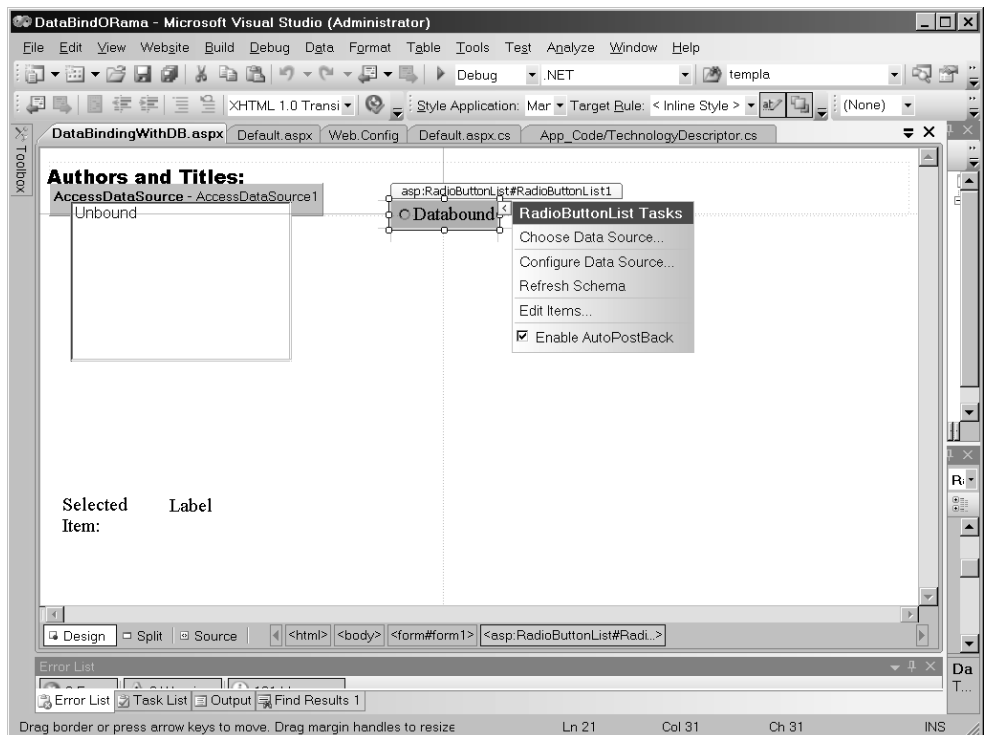 DataBindORama - Microsoft Visual Studio (Administrator)
File Edit View Website Build Debug Data Format Table Tools Test Analyze Window Help
Debug .NET templa
XHTML 1.0 Transi Style Application: Mar Target Rule: < Inline Style > (None)
DataBindingWithDB.aspx Default.aspx Web.Config Default.aspx.cs App_Code/TechnologyDescriptor.cs
Toolbox
Authors and Titles:
AccessDataSource - AccessDataSource1
Unbound
asp:RadioButtonList#RadioButtonList1
Databound
RadioButtonList Tasks
Choose Data Source...
Configure Data Source...
Refresh Schema
Edit Items...
Enable AutoPostBack
Selected Label
Item:
Design Split Source <html> <body> <form#form1> <asp:RadioButtonList#Radi...>
Error List
Da
T...
Error List Task List Output Find Results 1
Drag border or press arrow keys to move. Drag margin handles to resize Ln 21 Col 31 Ch 31 INS